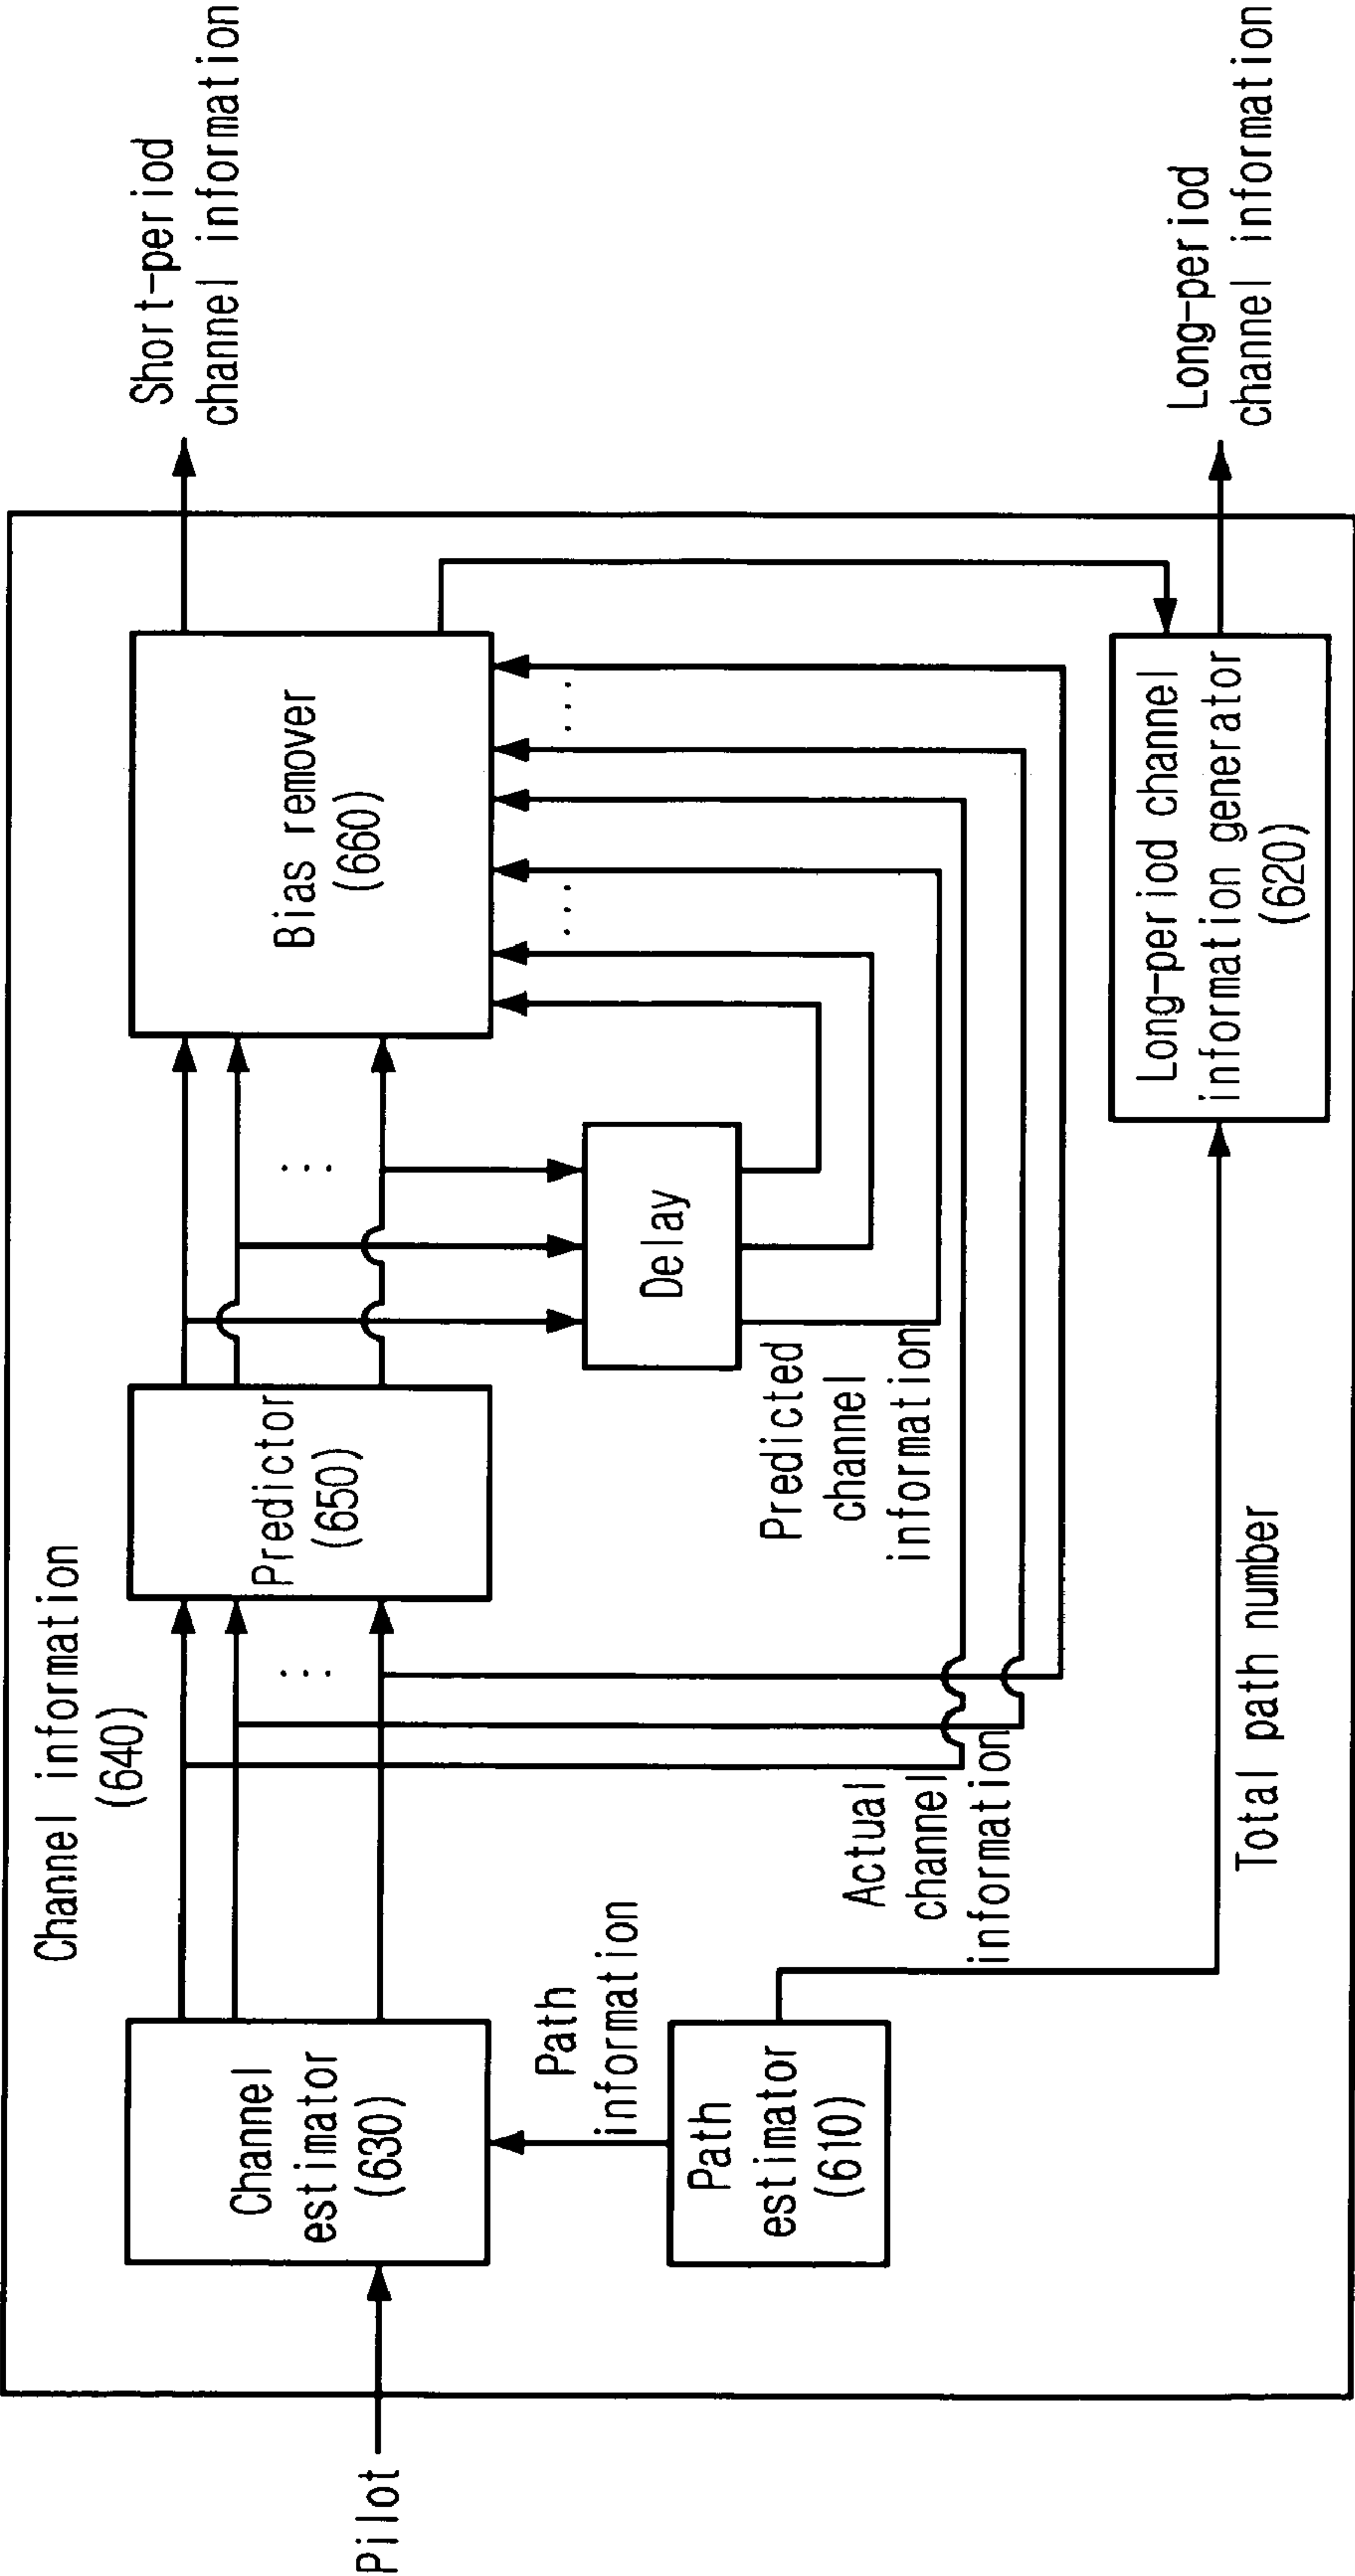 Pilot
Channel
estimator
(630)
Channel information
(640)
Predictor
(650)
Bias remover
(660)
Short-period
channel information
Path
information
Path
estimator
(610)
Actual
channel
information
Predicted
channel
information
Delay
...
...
...
...
Total path number
Long-period channel
information generator
(620)
Long-period
channel information